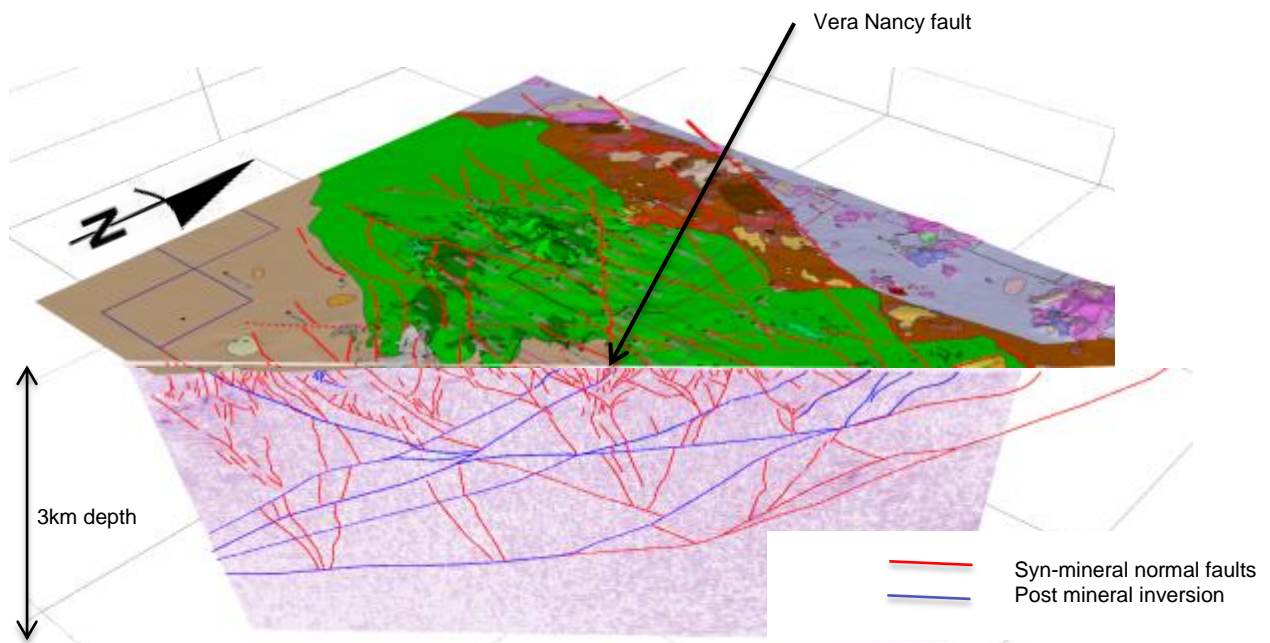 Vera Nancy fault
N
3km depth
Syn-mineral normal faults
Post mineral inversion